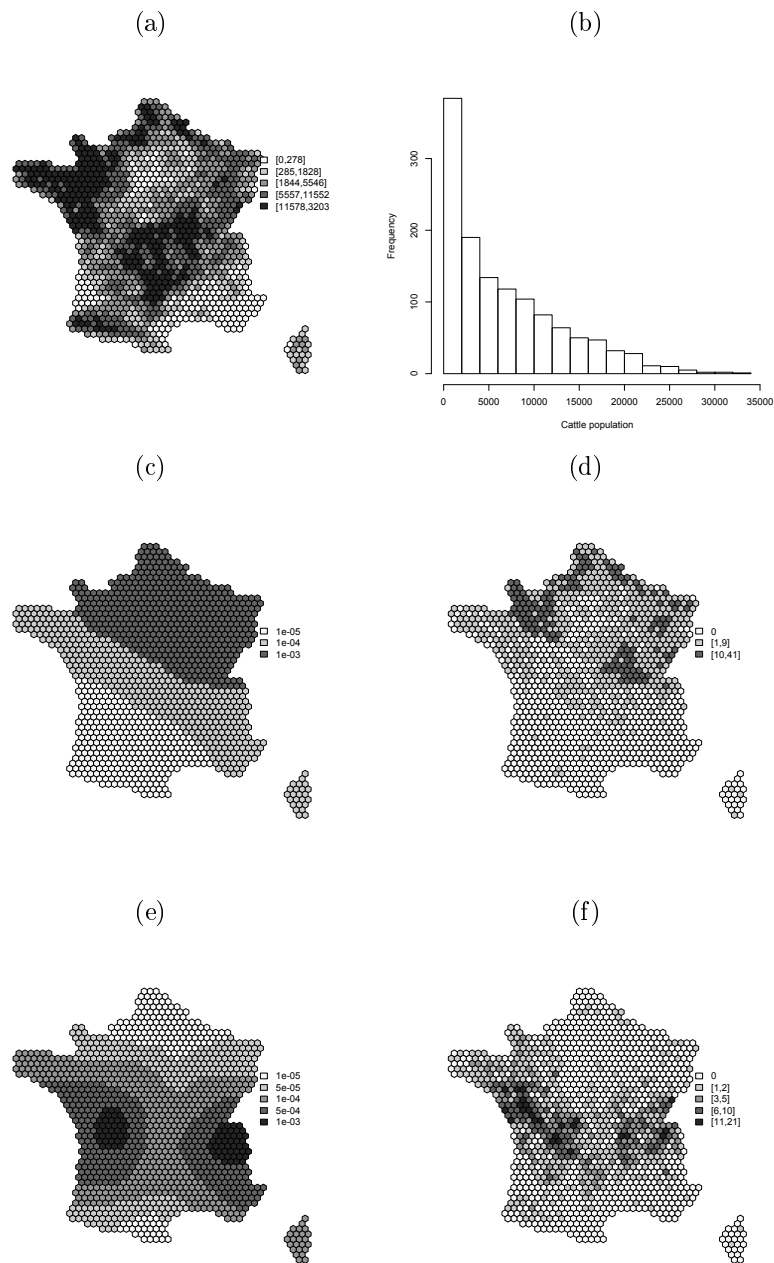 (a)
[0,278]
[285,1828]
[1844,5546]
[5557,11552
[11578,3203
(b)
Frequency
0
100
200
300
0
5000
10000
15000
20000
25000
30000
35000
Cattle population
(c)
1e-05
1e-04
1e-03
(d)
0
[1,9]
[10,41]
(e)
1e-05
5e-05
1e-04
5e-04
1e-03
(f)
0
[1,2]
[3,5]
[6,10]
[11,21]